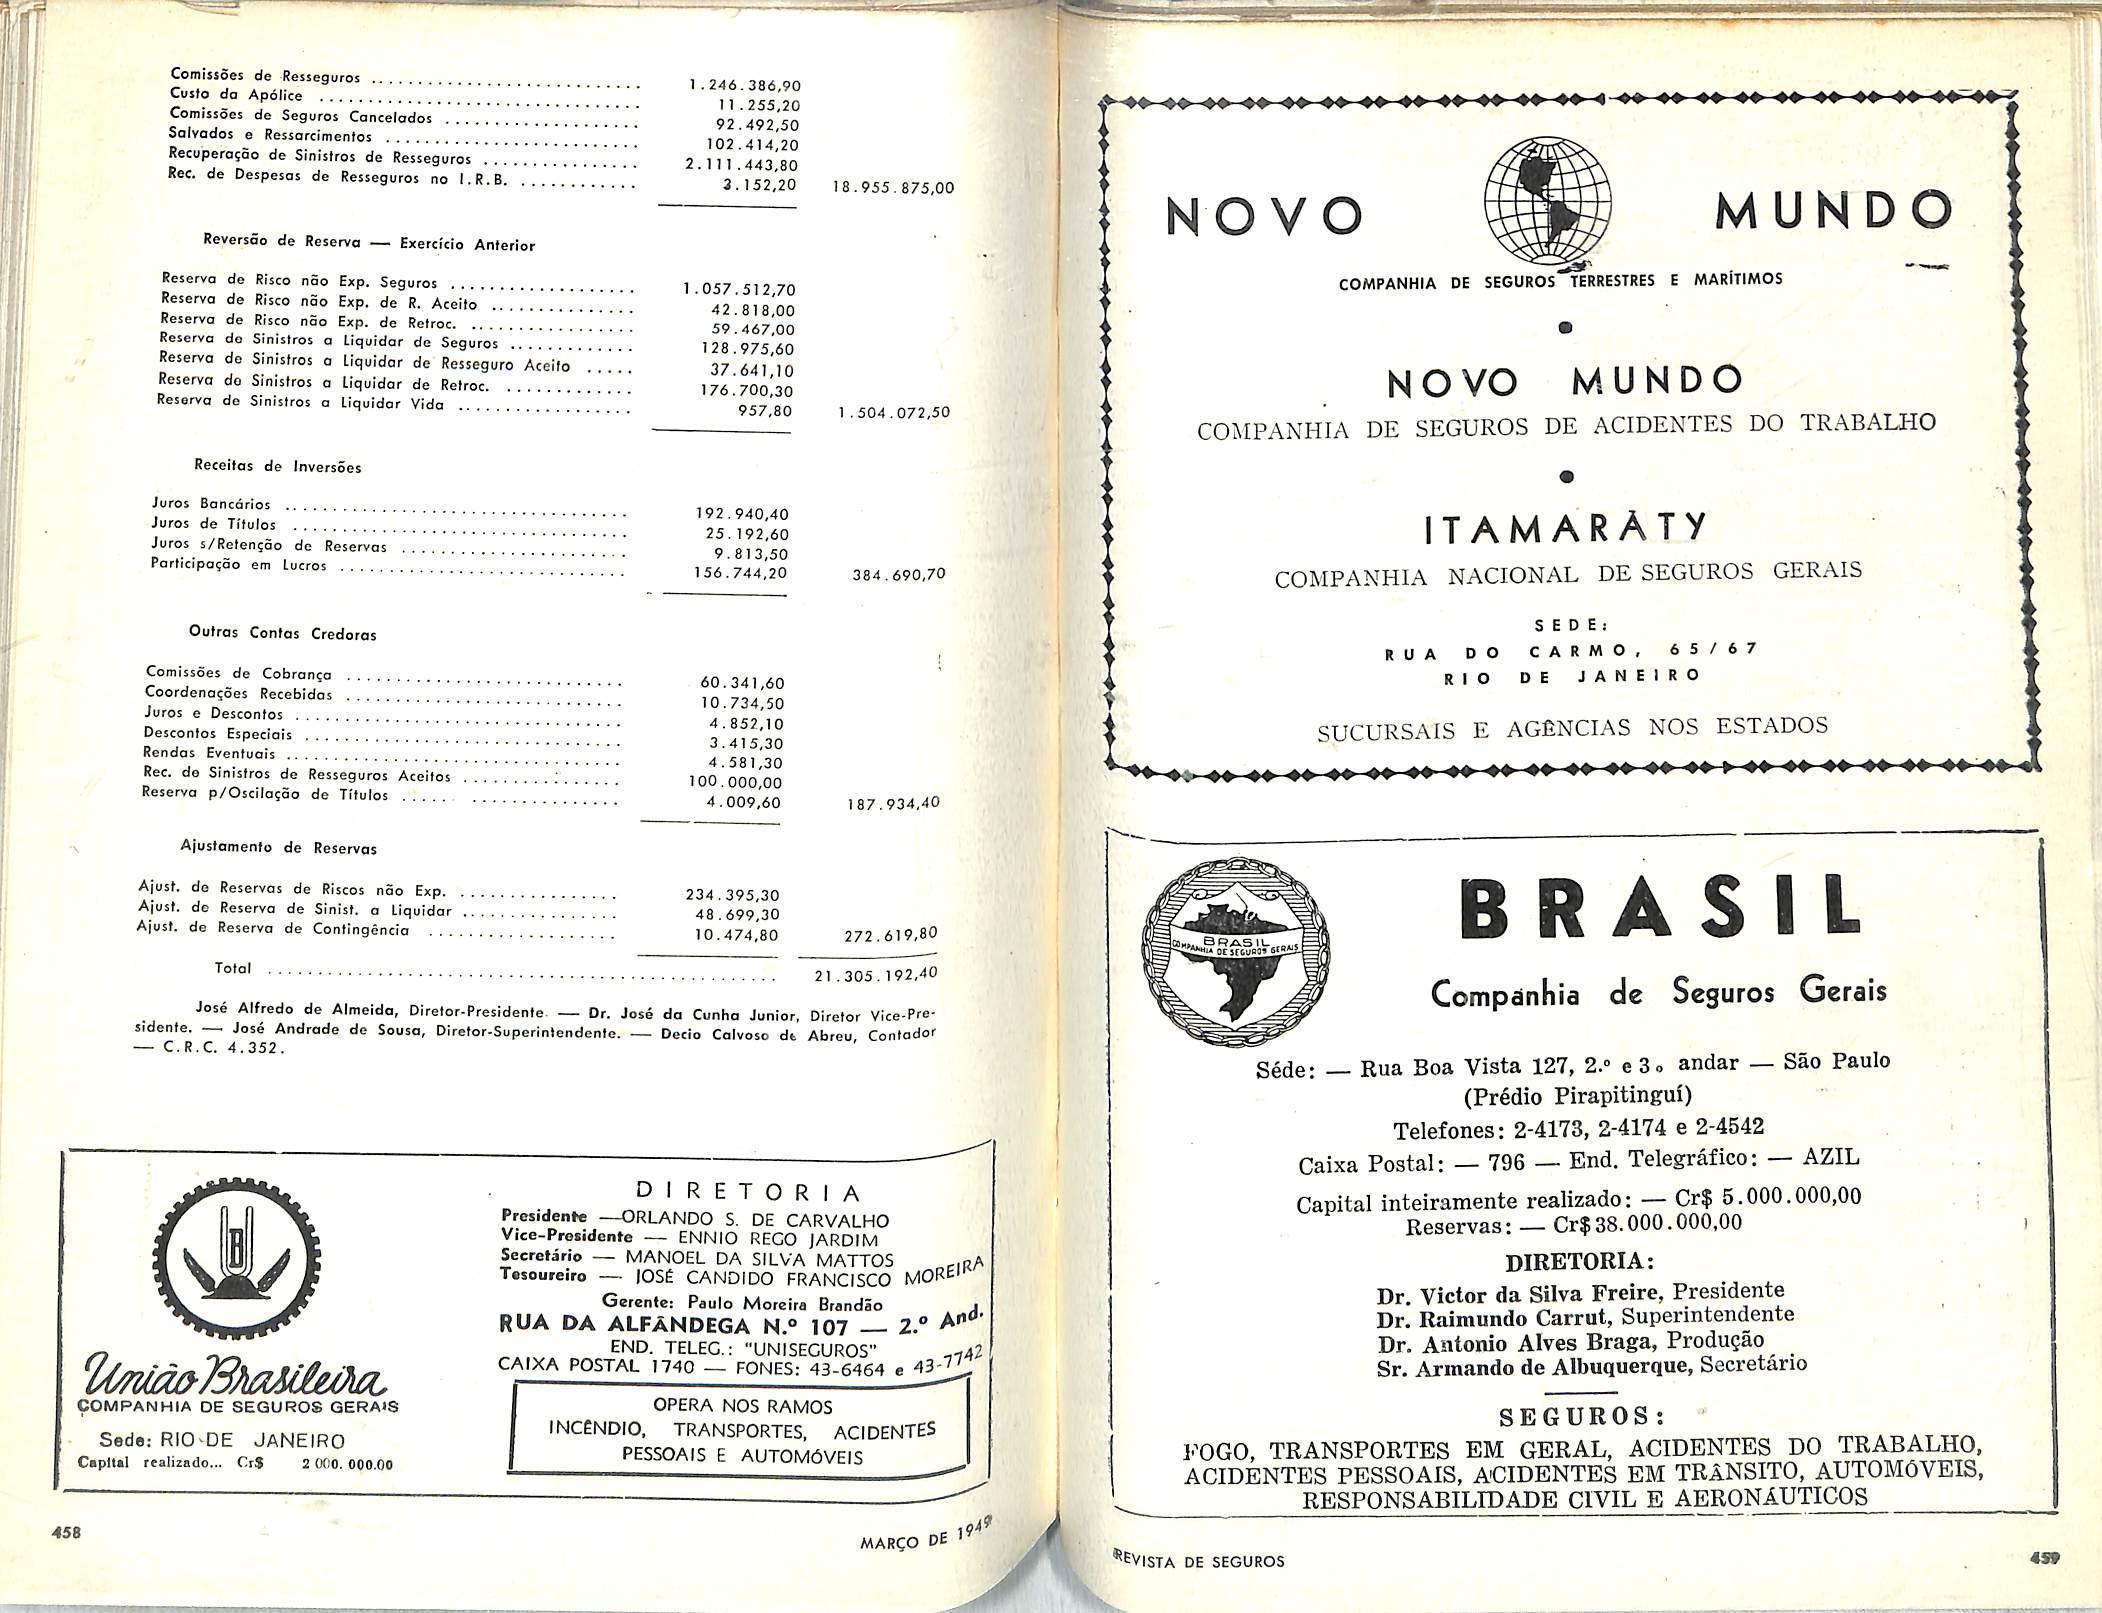 Comissões de Resseguros ........................... 1.246.386,90
Custo da Apólice ................................. 11.255,20
Comissões de Seguros Cancelados .................... 92.492,50
Salvados e Ressarcimentos .......................... 102.414,20
Recuperação de Sinistros de Resseguros ................ 2.111.443,80
Rec. de Despesas de Resseguros no I.R.B. ............. 3.152,20 18.955.875,00
Reversão de Reserva — Exercício Anterior
Reserva de Risco não Exp. Seguros ................... 1.057.512,70
Reserva de Risco não Exp. de R. Aceito ............... 42.818,00
Reserva de Risco não Exp. de Retroc. ................. 59.467,00
Reserva de Sinistros a Liquidar de Seguros ............. 128.975,60
Reserva de Sinistros a Liquidar de Resseguro Aceito ..... 37.641,10
Reserva de Sinistros a Liquidar de Retroc. ............. 176.700,30
Reserva de Sinistros a Liquidar Vida .................. 957,80 1.504.072,50
Receitas de Inversões
Juros Bancários ................................... 192.940,40
Juros de Títulos .................................. 25.192,60
Juros s/Retenção de Reservas ....................... 9.813,50
Participação em Lucros ............................. 156.744,20 384.690,70
Outras Contas Credoras
Comissões de Cobrança ............................ 60.341,60
Coordenações Recebidas ............................ 10.734,50
Juros e Descontos ................................. 4.852,10
Descontos Especiais ................................ 3.415,30
Rendas Eventuais .................................. 4.581,30
Rec. de Sinistros de Resseguros Aceitos ................ 100.000,00
Reserva p/Oscilação de Títulos ..... ............... 4.009,60 187.934,40
Ajustamento de Reservas
Ajust. de Reservas de Riscos não Exp. ................ 234.395,30
Ajust. de Reserva de Sinist. a Liquidar ................ 48.699,30
Ajust. de Reserva de Contingência ................... 10.474,80 272.619,80
Total .................................................... 21.305.192,40
José Alfredo de Almeida, Diretor-Presidente — Dr. José da Cunha Junior, Diretor Vice-Pre-
sidente. — José Andrade de Sousa, Diretor-Superintendente. — Decio Calvoso de Abreu, Contador
— C.R.C. 4.352.
UB
União Brasileira
COMPANHIA DE SEGUROS GERAIS
Sede: RIO DE JANEIRO
Capital realizado... Cr$ 2 000. 000.00
DIRETORIA
Presidente —ORLANDO S. DE CARVALHO
Vice-Presidente — ENNIO REGO JARDIM
Secretário — MANOEL DA SILVA MATTOS
Tesoureiro — JOSÉ CANDIDO FRANCISCO MOREIRA
Gerente: Paulo Moreira Brandão
RUA DA ALFÂNDEGA N.º 107 — 2.º And.
END. TELEG.: "UNISEGUROS"
CAIXA POSTAL 1740 — FONES: 43-6464 e 43-7742
OPERA NOS RAMOS
INCÊNDIO, TRANSPORTES, ACIDENTES
PESSOAIS E AUTOMÓVEIS
458
MARÇO DE 1949
NOVO MUNDO
COMPANHIA DE SEGUROS TERRESTRES E MARÍTIMOS
NOVO MUNDO
COMPANHIA DE SEGUROS DE ACIDENTES DO TRABALHO
ITAMARÀTY
COMPANHIA NACIONAL DE SEGUROS GERAIS
SEDE:
RUA DO CARMO, 65/67
RIO DE JANEIRO
SUCURSAIS E AGÊNCIAS NOS ESTADOS
BRASIL
COMPANHIA DE SEGUROS GERAIS
BRASIL
Companhia de Seguros Gerais
Séde: — Rua Boa Vista 127, 2.º e 3º andar — São Paulo
(Prédio Pirapitinguí)
Telefones: 2-4173, 2-4174 e 2-4542
Caixa Postal: — 796 — End. Telegráfico: — AZIL
Capital inteiramente realizado: — Cr$ 5.000.000,00
Reservas: — Cr$38.000.000,00
DIRETORIA:
Dr. Victor da Silva Freire, Presidente
Dr. Raimundo Carrut, Superintendente
Dr. Antonio Alves Braga, Produção
Sr. Armando de Albuquerque, Secretário
SEGUROS:
FOGO, TRANSPORTES EM GERAL, ACIDENTES DO TRABALHO,
ACIDENTES PESSOAIS, ACIDENTES EM TRÂNSITO, AUTOMÓVEIS,
RESPONSABILIDADE CIVIL E AERONÁUTICOS
REVISTA DE SEGUROS
459